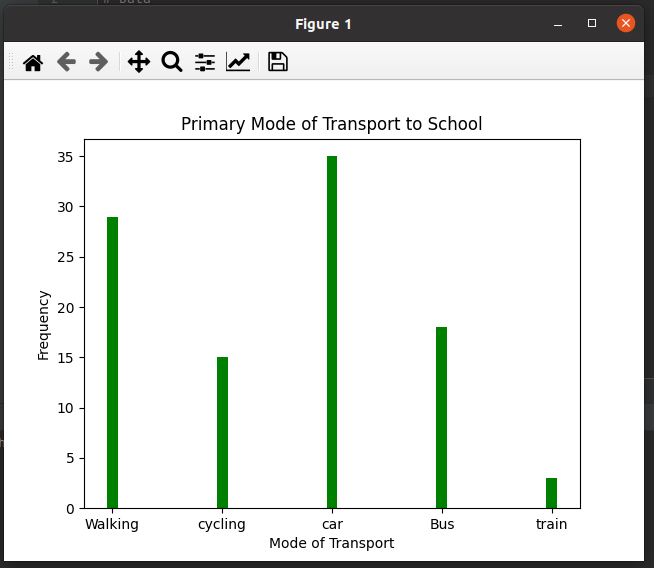 Figure 1
Primary Mode of Transport to School
35
30
25
20
15
10
5
0
Frequency
Walking cycling car Bus train
Mode of Transport